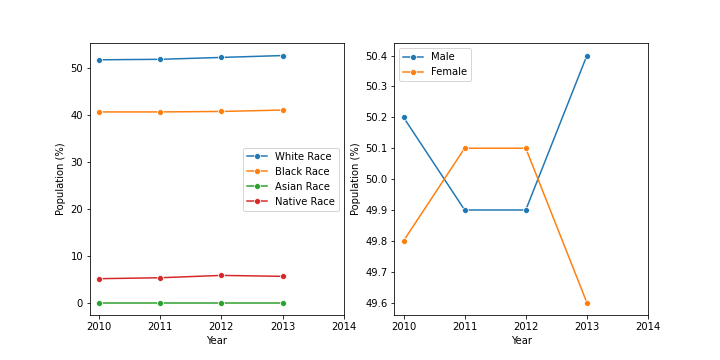 Population (%)
50
40
30
20
10
0
2010 2011 2012 2013 2014
Year
White Race
Black Race
Asian Race
Native Race
Population (%)
50.4
50.3
50.2
50.1
50.0
49.9
49.8
49.7
49.6
2010 2011 2012 2013 2014
Year
Male
Female